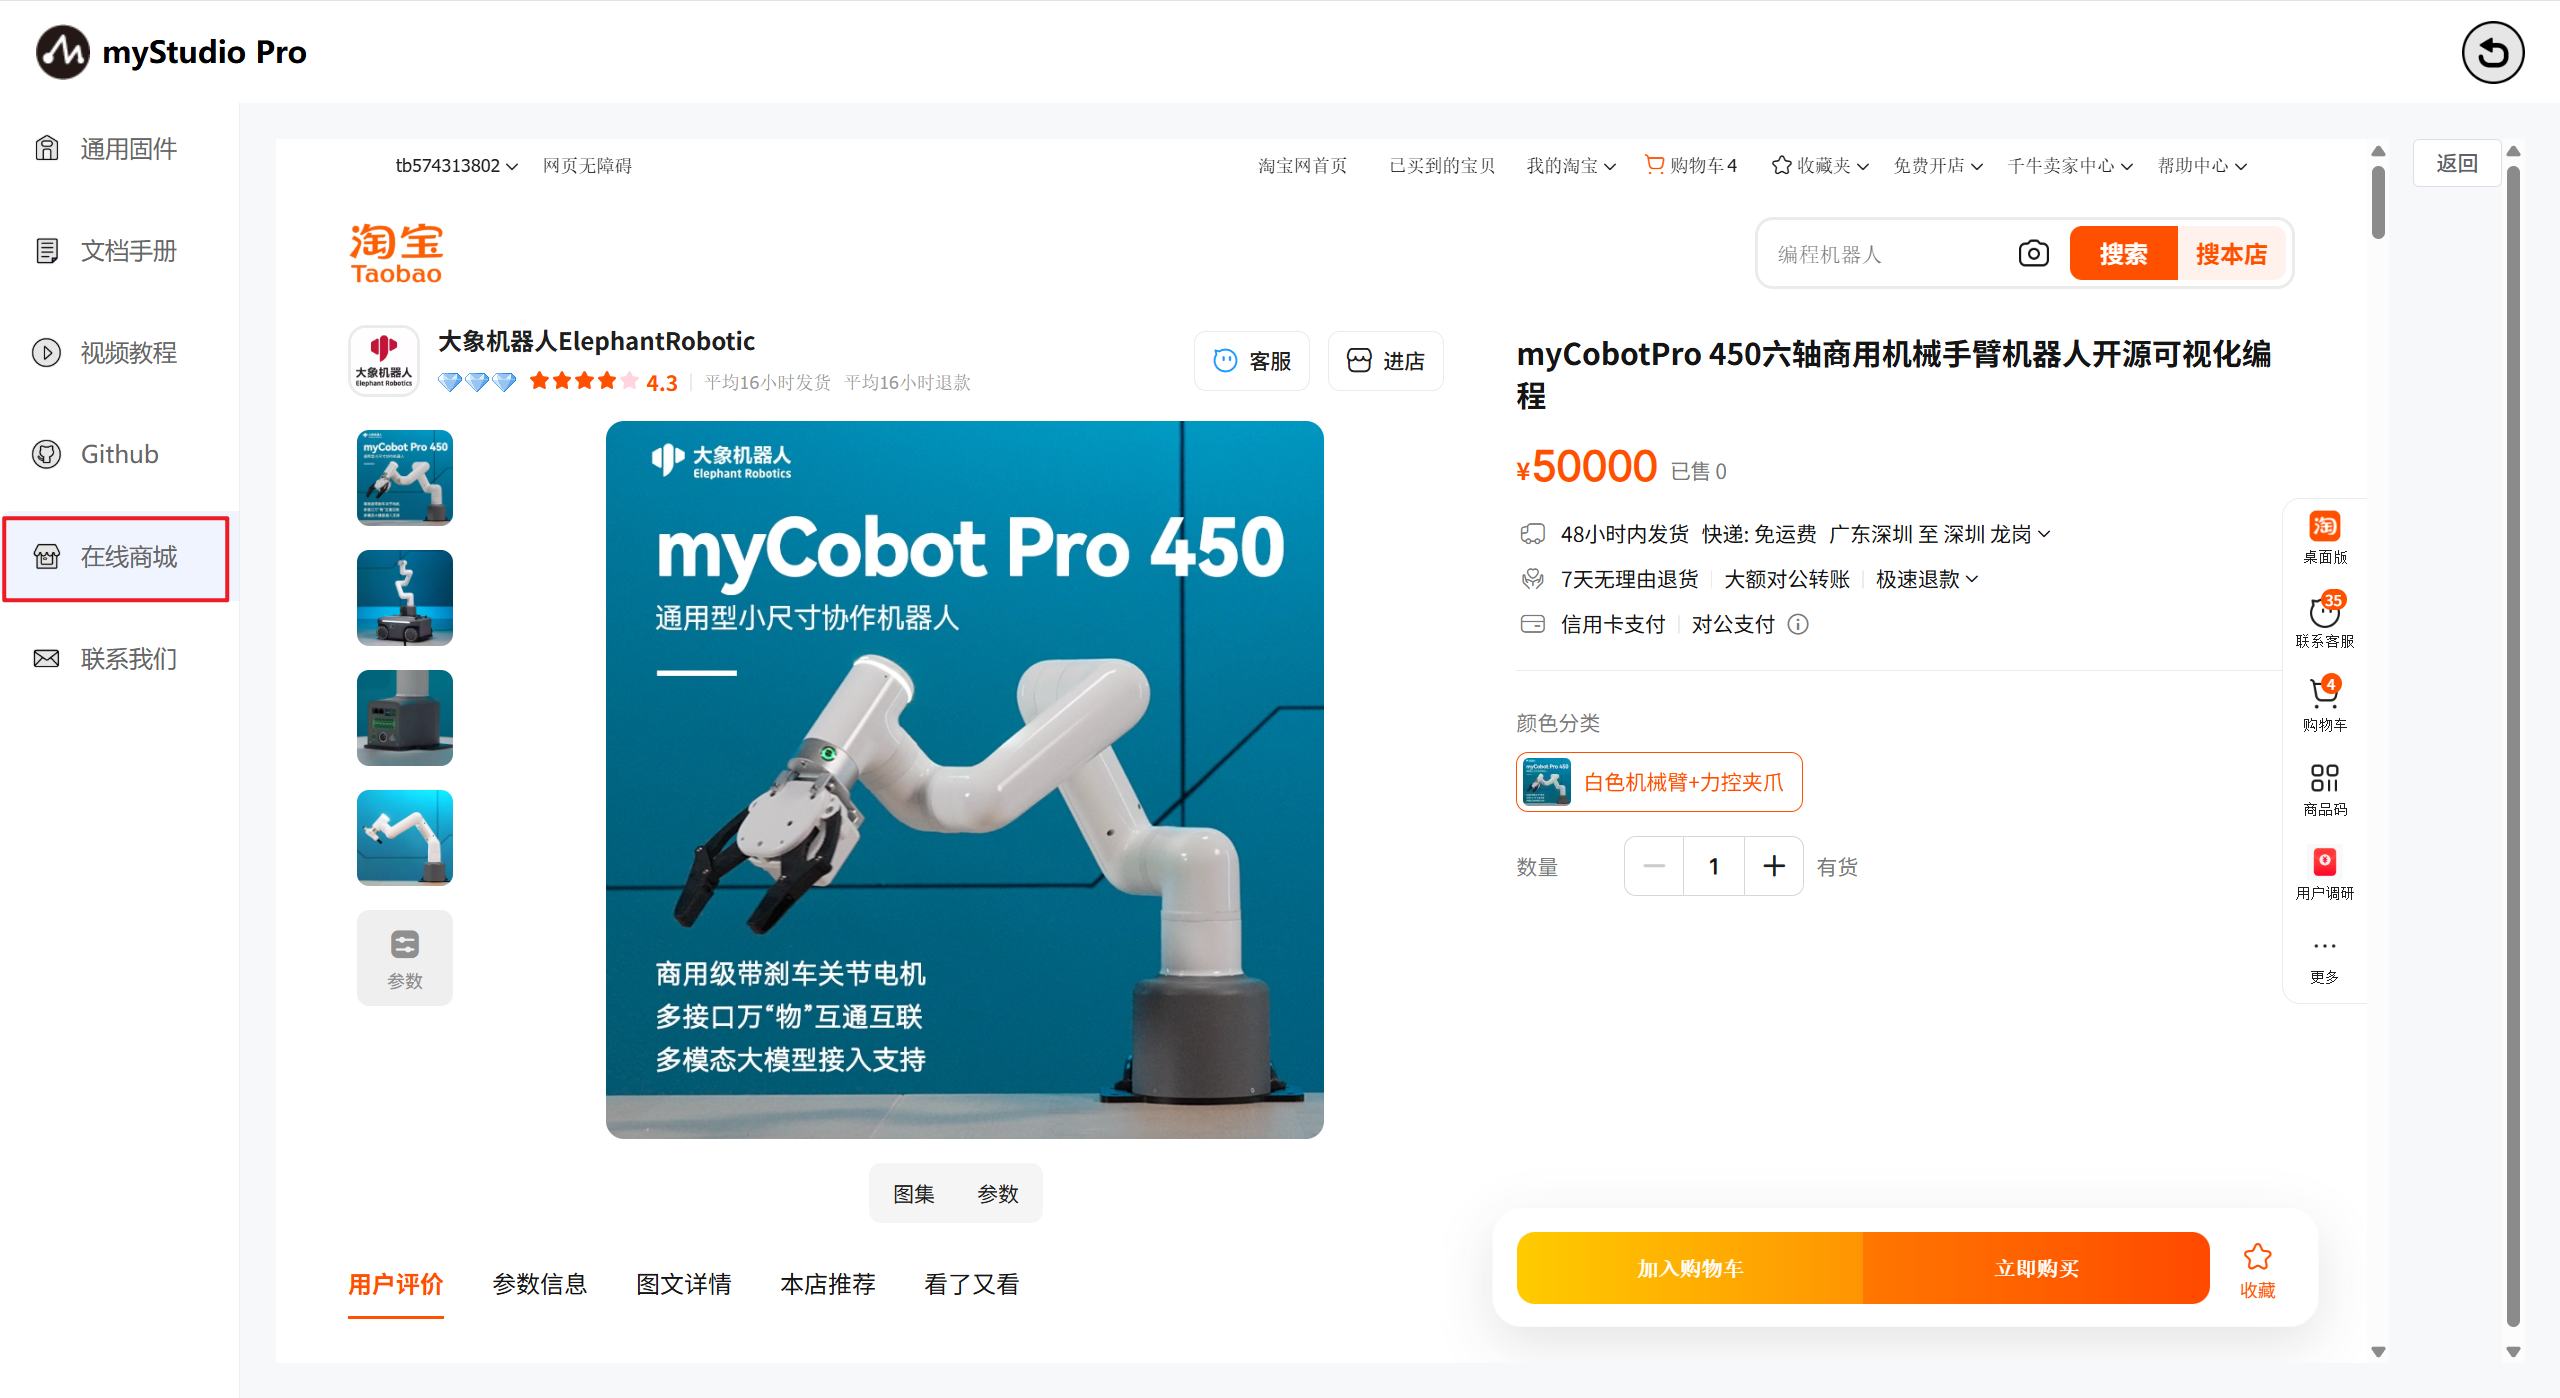 myStudio Pro
通用固件
文档手册
视频教程
Github
在线商城
联系我们
tb574313802 网页无障碍 淘宝网首页 已买到的宝贝 我的淘宝 购物车4 收藏夹 免费开店 千牛卖家中心 帮助中心
返回
淘宝
Taobao
编程机器人 搜索 搜本店
大象机器人
Elephant Robotics
大象机器人ElephantRobotic
4.3 平均16小时发货 平均16小时退款
客服 进店
myCobot Pro 450
参数
大象机器人
Elephant Robotics
myCobot Pro 450
通用型小尺寸协作机器人
商用级带刹车关节电机
多接口万“物”互通互联
多模态大模型接入支持
图集 参数
用户评价 参数信息 图文详情 本店推荐 看了又看
myCobotPro 450六轴商用机械手臂机器人开源可视化编
程
¥50000 已售 0
48小时内发货 快递: 免运费 广东深圳 至 深圳 龙岗
7天无理由退货 大额对公转账 极速退款
信用卡支付 对公支付
颜色分类
myCobot Pro 450
白色机械臂+力控夹爪
数量 1 有货
加入购物车 立即购买 收藏
淘
桌面版
35
联系客服
4
购物车
商品码
用户调研
更多